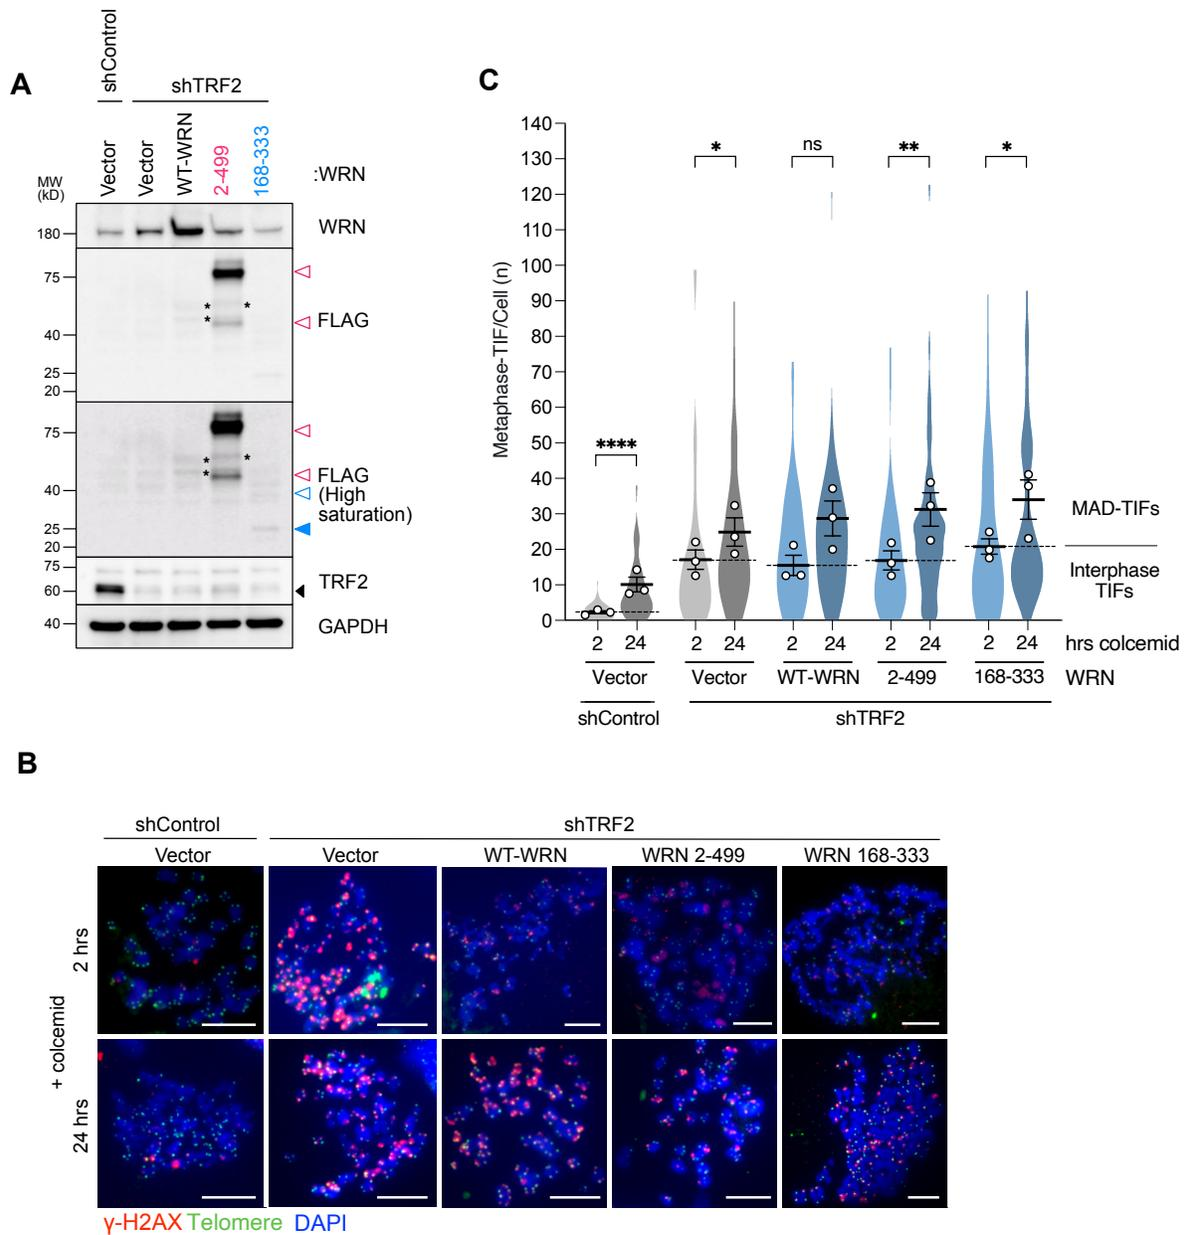 A
shControl
shTRF2
Vector
Vector
WT-WRN
2-499
168-333
:WRN
MW
(kD)
180
WRN
75
40
FLAG
25
20
* *
*
75
40
FLAG
(High
saturation)
25
20
* *
*
75
60
TRF2
40
GAPDH
C
Metaphase-TIF/Cell (n)
140
130
120
110
100
90
80
70
60
50
40
30
20
10
0
****
*
ns
**
*
MAD-TIFs
Interphase
TIFs
2 24 2 24 2 24 2 24 2 24 hrs colcemid
Vector Vector WT-WRN 2-499 168-333 WRN
shControl shTRF2
B
shControl shTRF2
Vector Vector WT-WRN WRN 2-499 WRN 168-333
+ colcemid
2 hrs
24 hrs
γ-H2AX Telomere DAPI